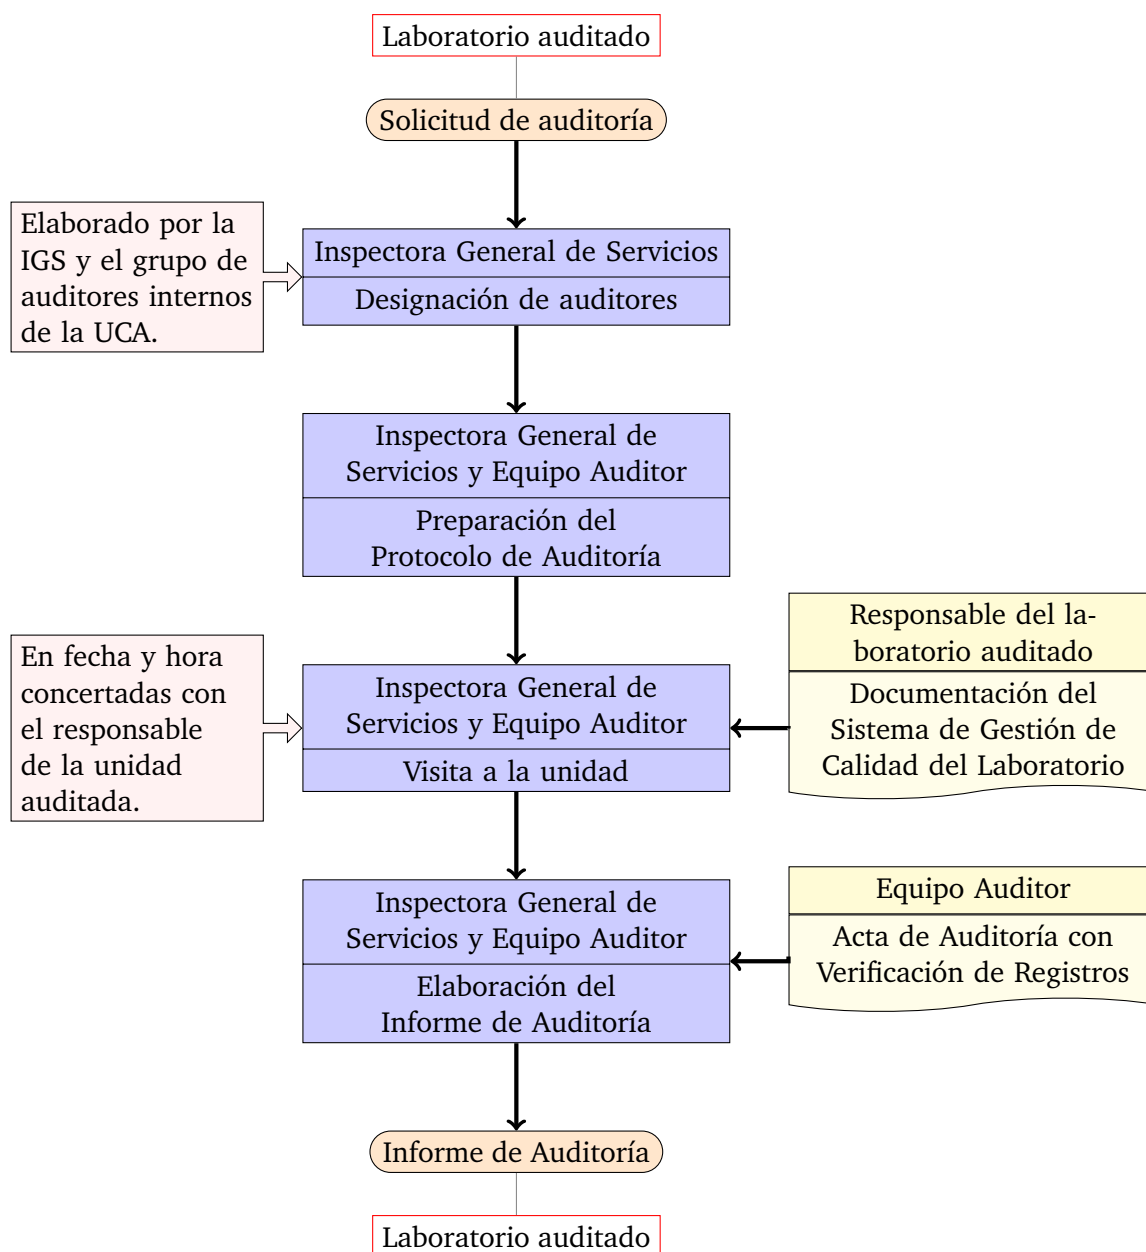 Laboratorio auditado
Solicitud de auditoría
Elaborado por la
IGS y el grupo de
auditores internos
de la UCA.
Inspectora General de Servicios
Designación de auditores
Inspectora General de
Servicios y Equipo Auditor
Preparación del
Protocolo de Auditoría
En fecha y hora
concertadas con
el responsable
de la unidad
auditada.
Inspectora General de
Servicios y Equipo Auditor
Visita a la unidad
Responsable del la-
boratorio auditado
Documentación del
Sistema de Gestión de
Calidad del Laboratorio
Inspectora General de
Servicios y Equipo Auditor
Elaboración del
Informe de Auditoría
Equipo Auditor
Acta de Auditoría con
Verificación de Registros
Informe de Auditoría
Laboratorio auditado